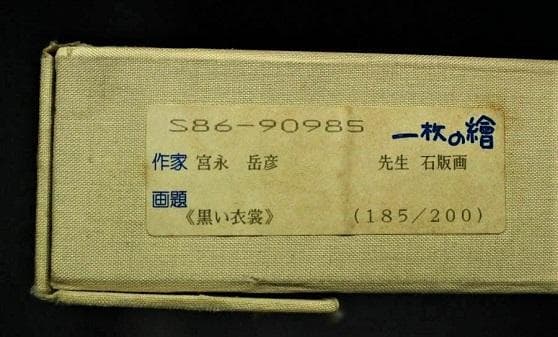 S86-90985 一枚の繪
作家 宮永 岳彦 先生 石版画
画題
《黒い衣裳》 (185/200)